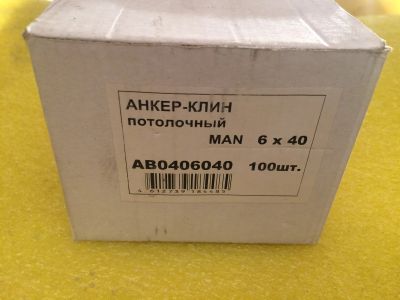 АНКЕР-КЛИН
потолочный
MAN 6 x 40
AB0406040 100шт.